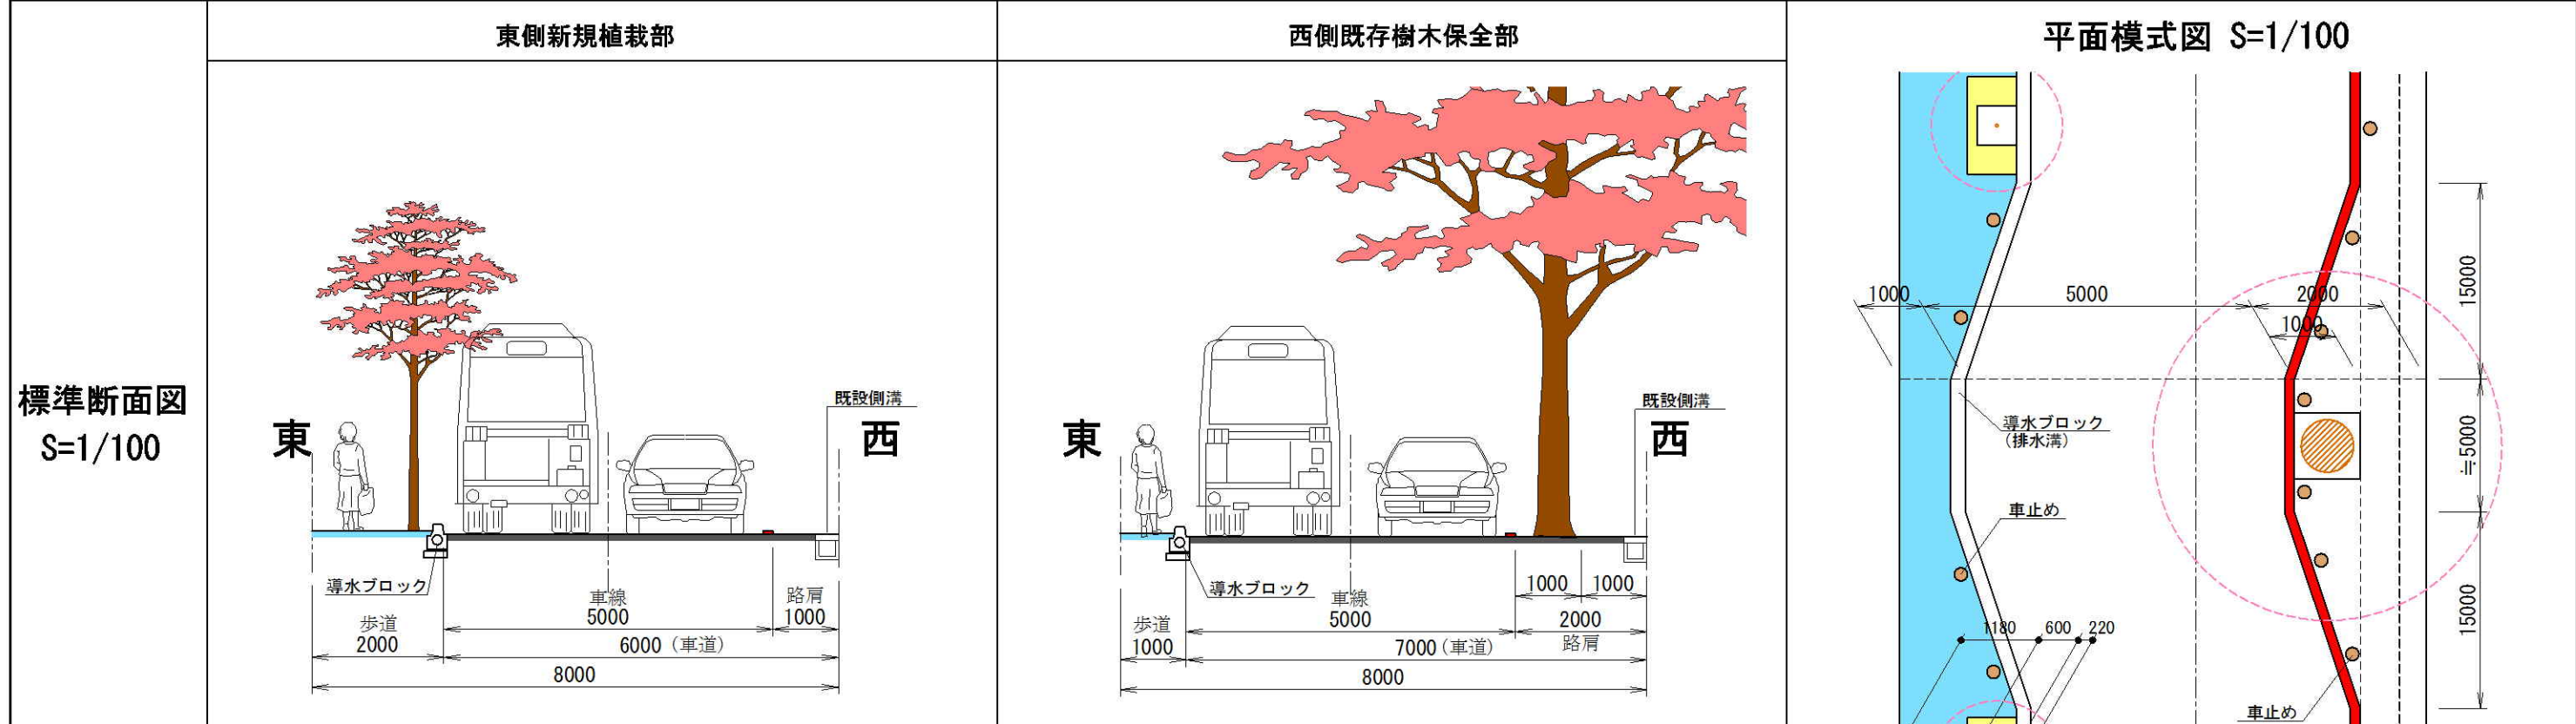 標準断面図
S=1/100
東側新規植栽部
東
西
既設側溝
導水ブロック
車線
5000
路肩
1000
歩道
2000
6000（車道）
8000
西側既存樹木保全部
東
西
既設側溝
導水ブロック
1000
1000
車線
5000
2000
路肩
歩道
1000
7000（車道）
8000
平面模式図 S=1/100
1000
5000
2000
1000
15000
導水ブロック
（排水溝）
≒5000
車止め
15000
1180
600
220
車止め